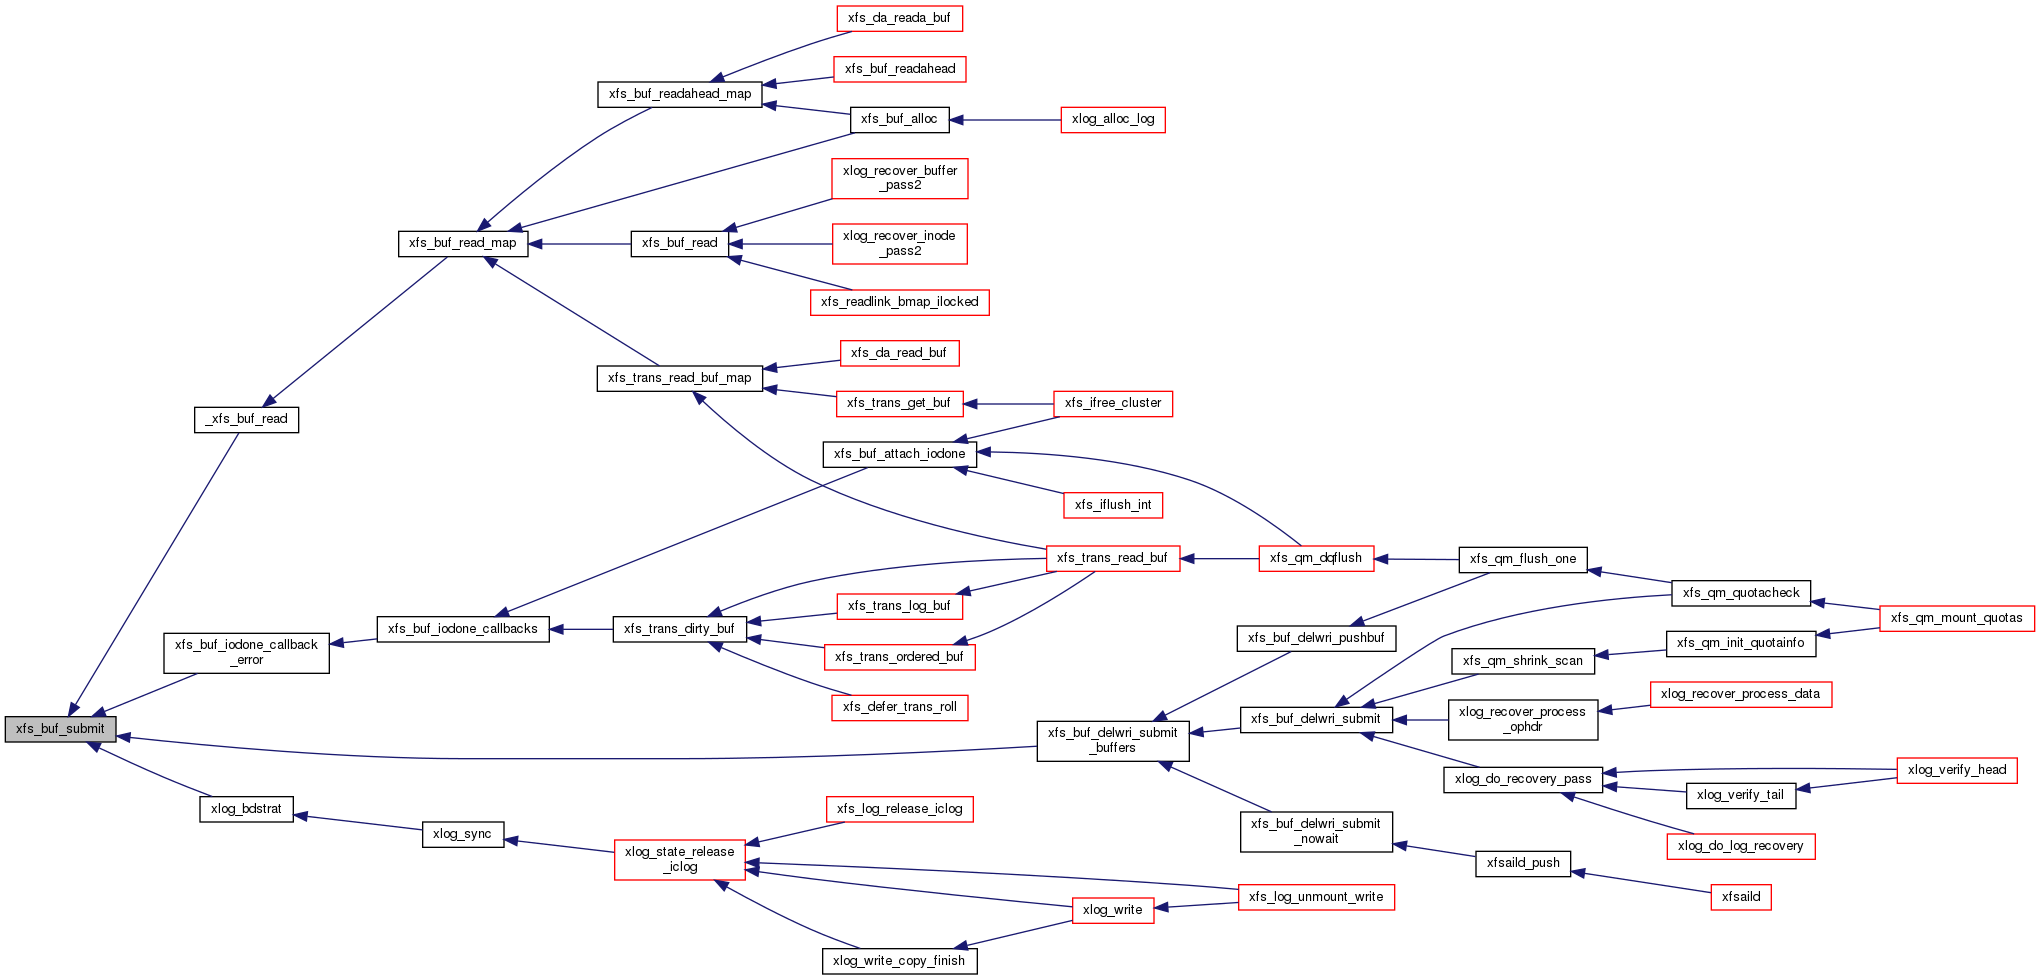 xfs_da_reada_buf
xfs_buf_readahead
xfs_buf_readahead_map
xfs_buf_alloc
xlog_alloc_log
xlog_recover_buffer
_pass2
xfs_buf_read_map
xfs_buf_read
xlog_recover_inode
_pass2
xfs_readlink_bmap_ilocked
xfs_da_read_buf
xfs_trans_read_buf_map
xfs_trans_get_buf
xfs_ifree_cluster
_xfs_buf_read
xfs_buf_attach_iodone
xfs_iflush_int
xfs_trans_read_buf
xfs_qm_dqflush
xfs_qm_flush_one
xfs_qm_quotacheck
xfs_trans_log_buf
xfs_buf_iodone_callbacks
xfs_trans_dirty_buf
xfs_qm_mount_quotas
xfs_buf_iodone_callback
_error
xfs_buf_delwri_pushbuf
xfs_qm_init_quotainfo
xfs_trans_ordered_buf
xfs_qm_shrink_scan
xlog_recover_process_data
xfs_defer_trans_roll
xfs_buf_submit
xfs_buf_delwri_submit
_buffers
xfs_buf_delwri_submit
xlog_recover_process
_ophdr
xlog_do_recovery_pass
xlog_verify_head
xlog_verify_tail
xlog_bdstrat
xfs_log_release_iclog
xlog_sync
xfs_buf_delwri_submit
_nowait
xlog_do_log_recovery
xlog_state_release
_iclog
xfsaild_push
xfs_log_unmount_write
xfsaild
xlog_write
xlog_write_copy_finish